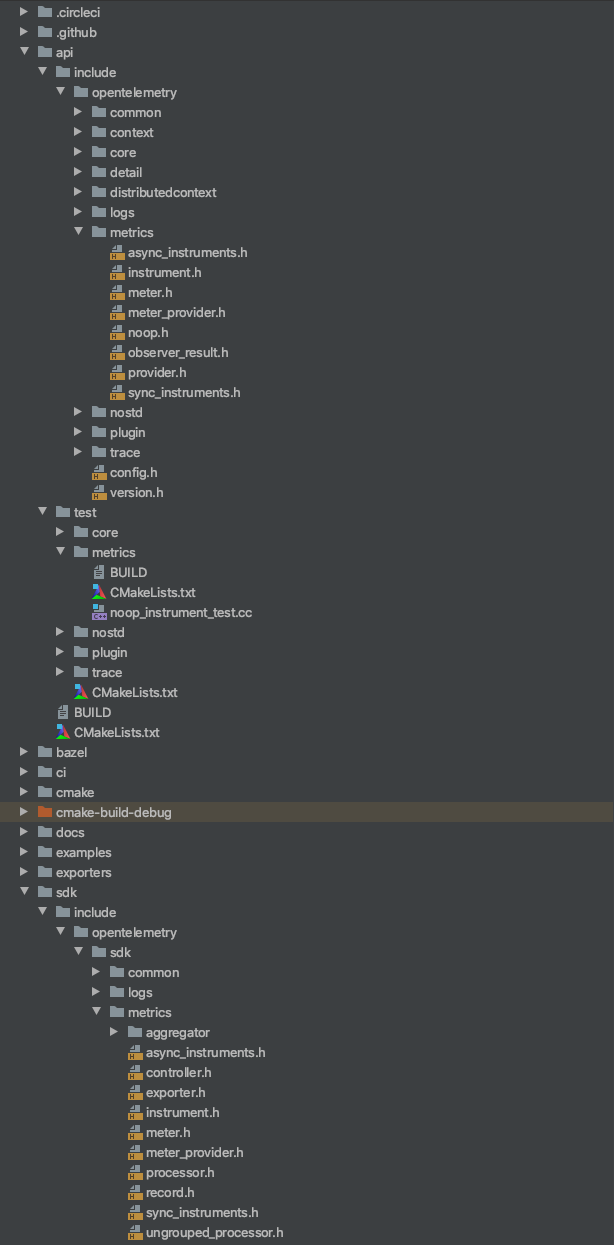 .circleci
.github
api
include
opentelemetry
common
context
core
detail
distributedcontext
logs
metrics
async_instruments.h
instrument.h
meter.h
meter_provider.h
noop.h
observer_result.h
provider.h
sync_instruments.h
nostd
plugin
trace
config.h
version.h
test
core
metrics
BUILD
CMakeLists.txt
noop_instrument_test.cc
nostd
plugin
trace
CMakeLists.txt
BUILD
CMakeLists.txt
bazel
ci
cmake
cmake-build-debug
docs
examples
exporters
sdk
include
opentelemetry
sdk
common
logs
metrics
aggregator
async_instruments.h
controller.h
exporter.h
instrument.h
meter.h
meter_provider.h
processor.h
record.h
sync_instruments.h
ungrouped_processor.h